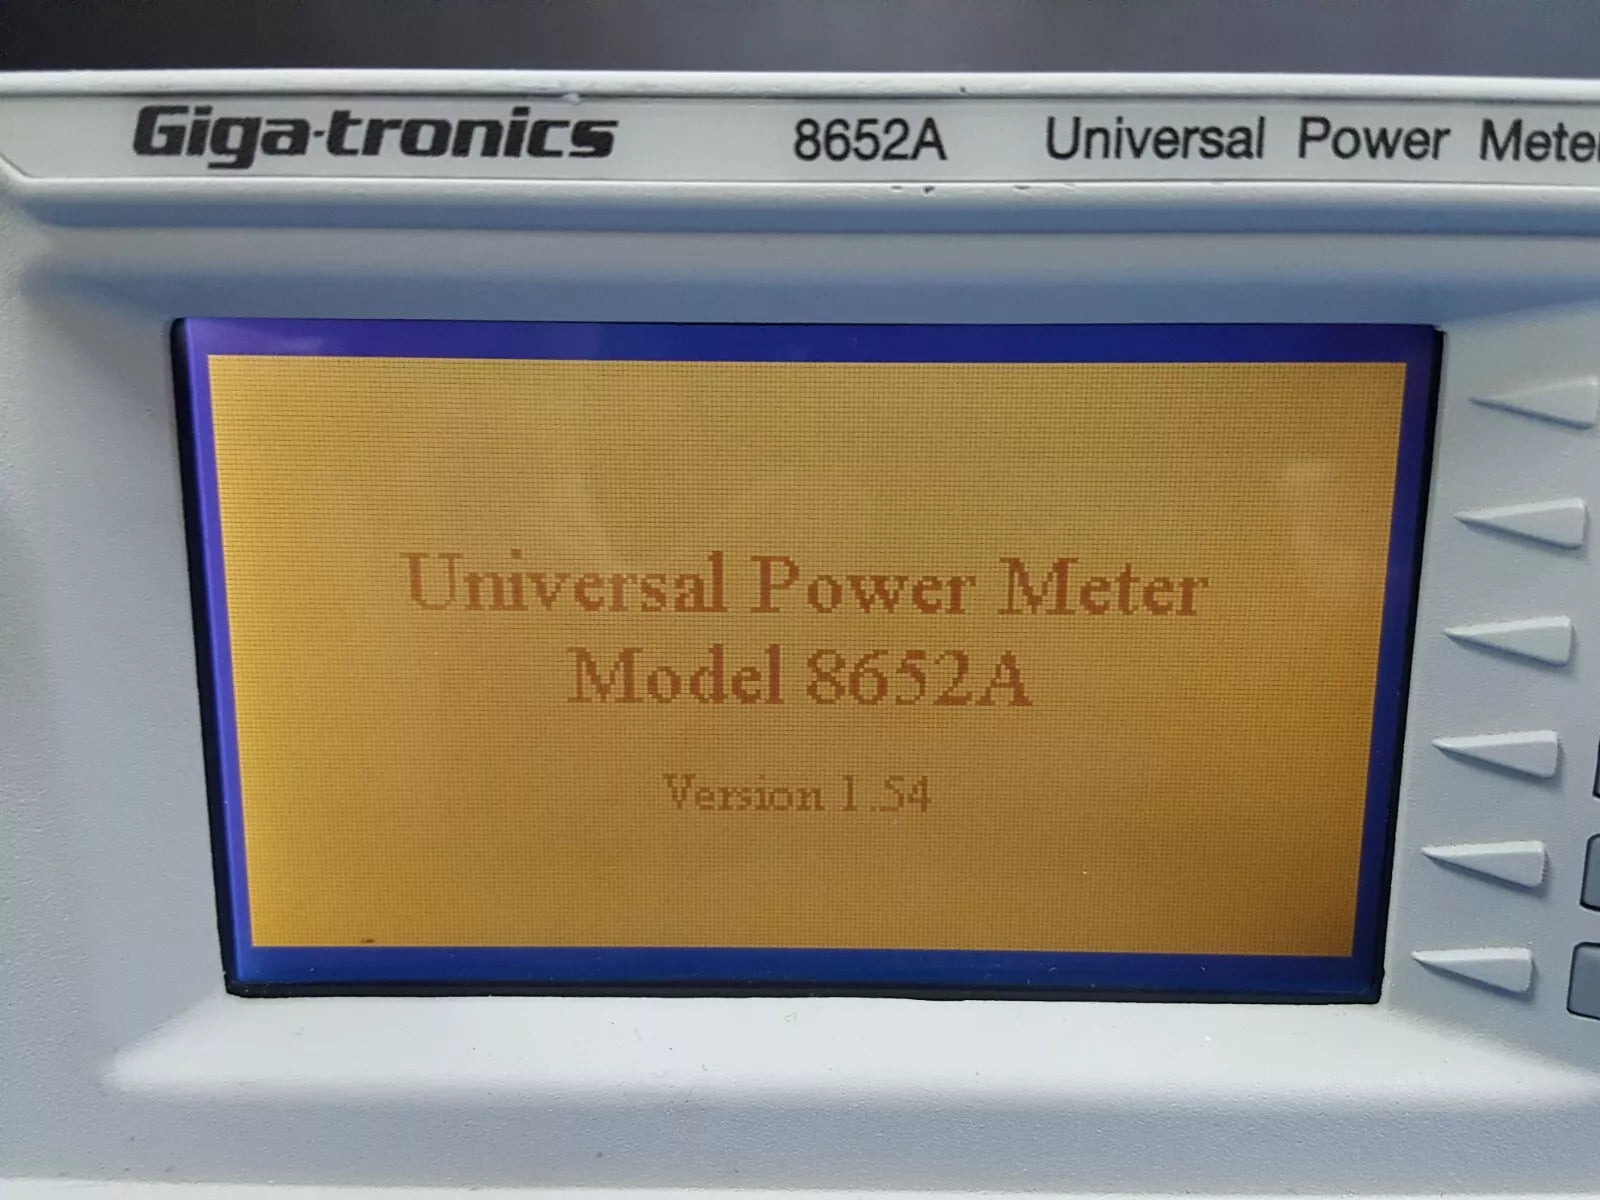 Giga-tronics 8652A Universal Power Meter
Universal Power Meter
Model 8652A
Version 1.54